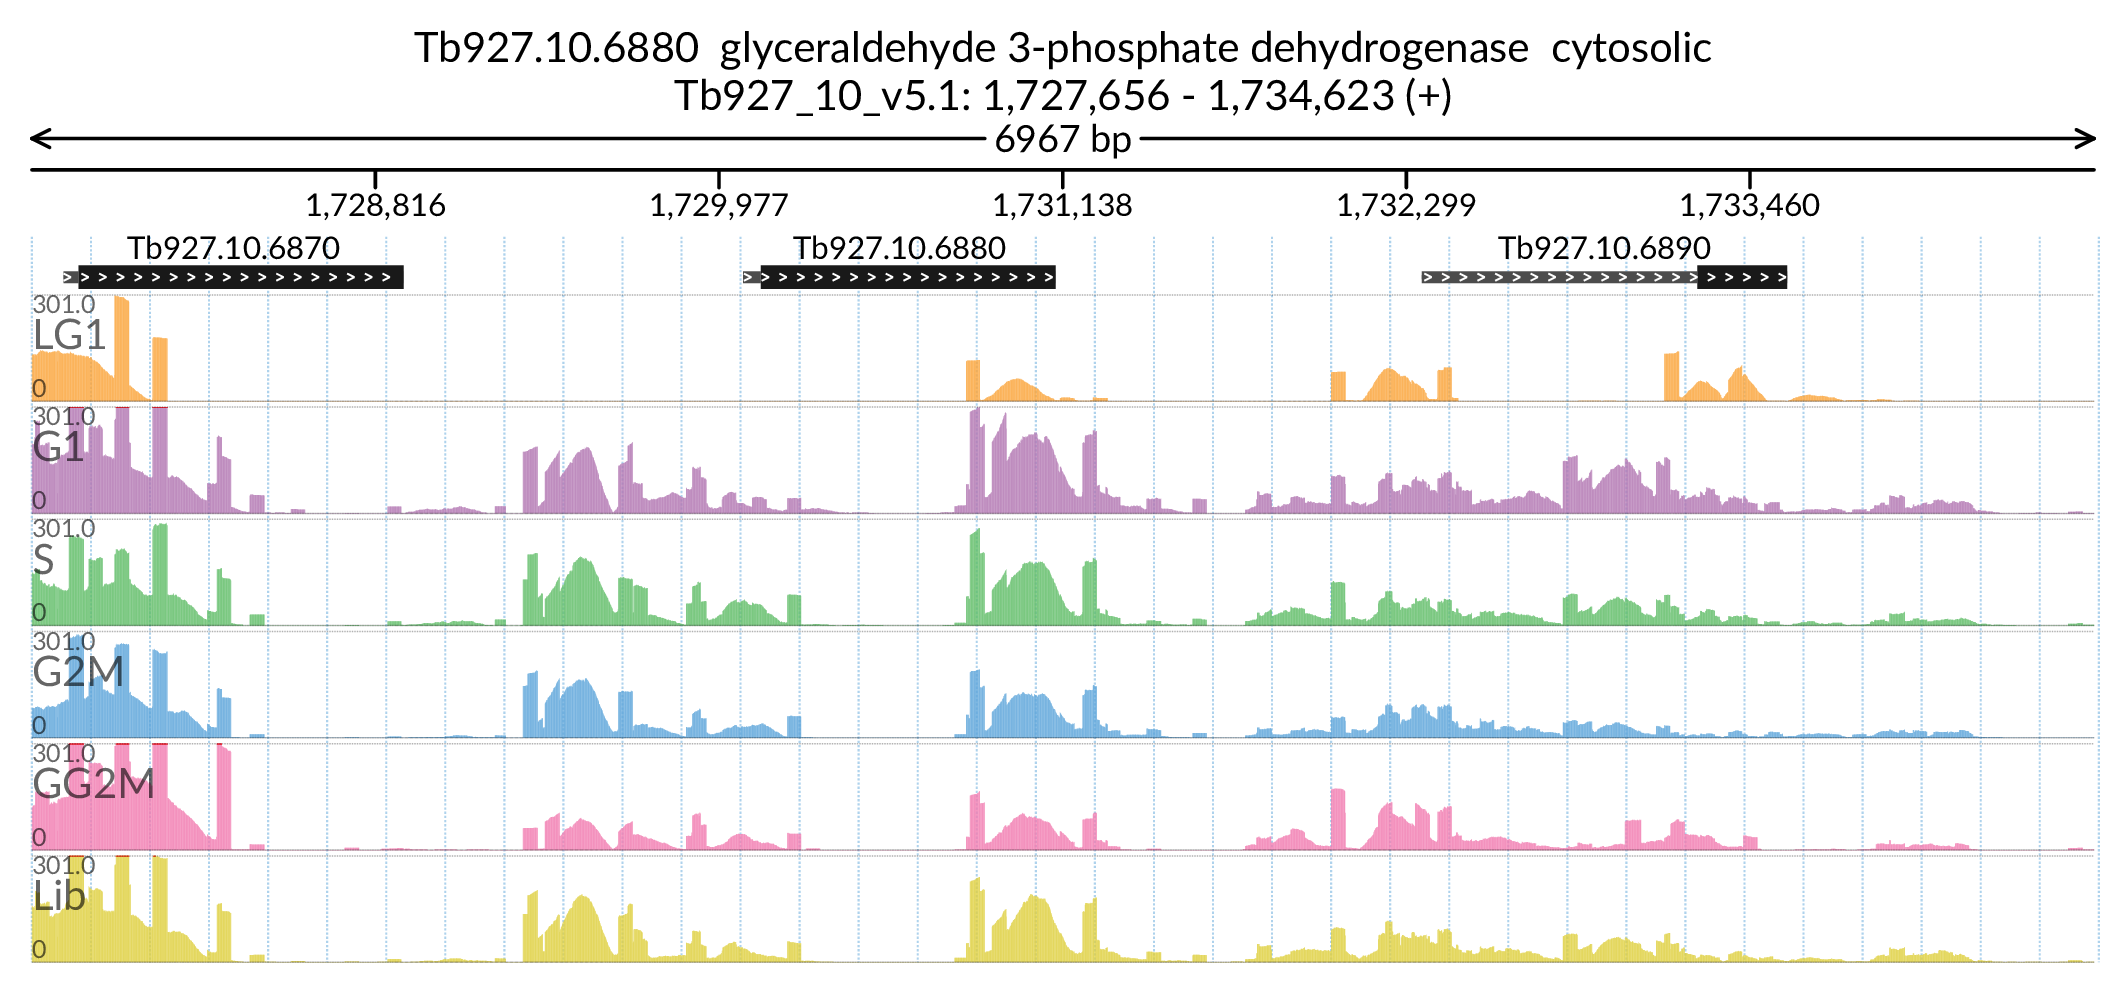 Tb927.10.6880  glyceraldehyde 3-phosphate dehydrogenase  cytosolic
Tb927_10_v5.1: 1,727,656 - 1,734,623 (+)
6967 bp
1,728,816 1,729,977 1,731,138 1,732,299 1,733,460
Tb927.10.6870 Tb927.10.6880 Tb927.10.6890
301.0
LG1
0
301.0
G1
0
301.0
S
0
301.0
G2M
0
301.0
GG2M
0
301.0
Lib
0